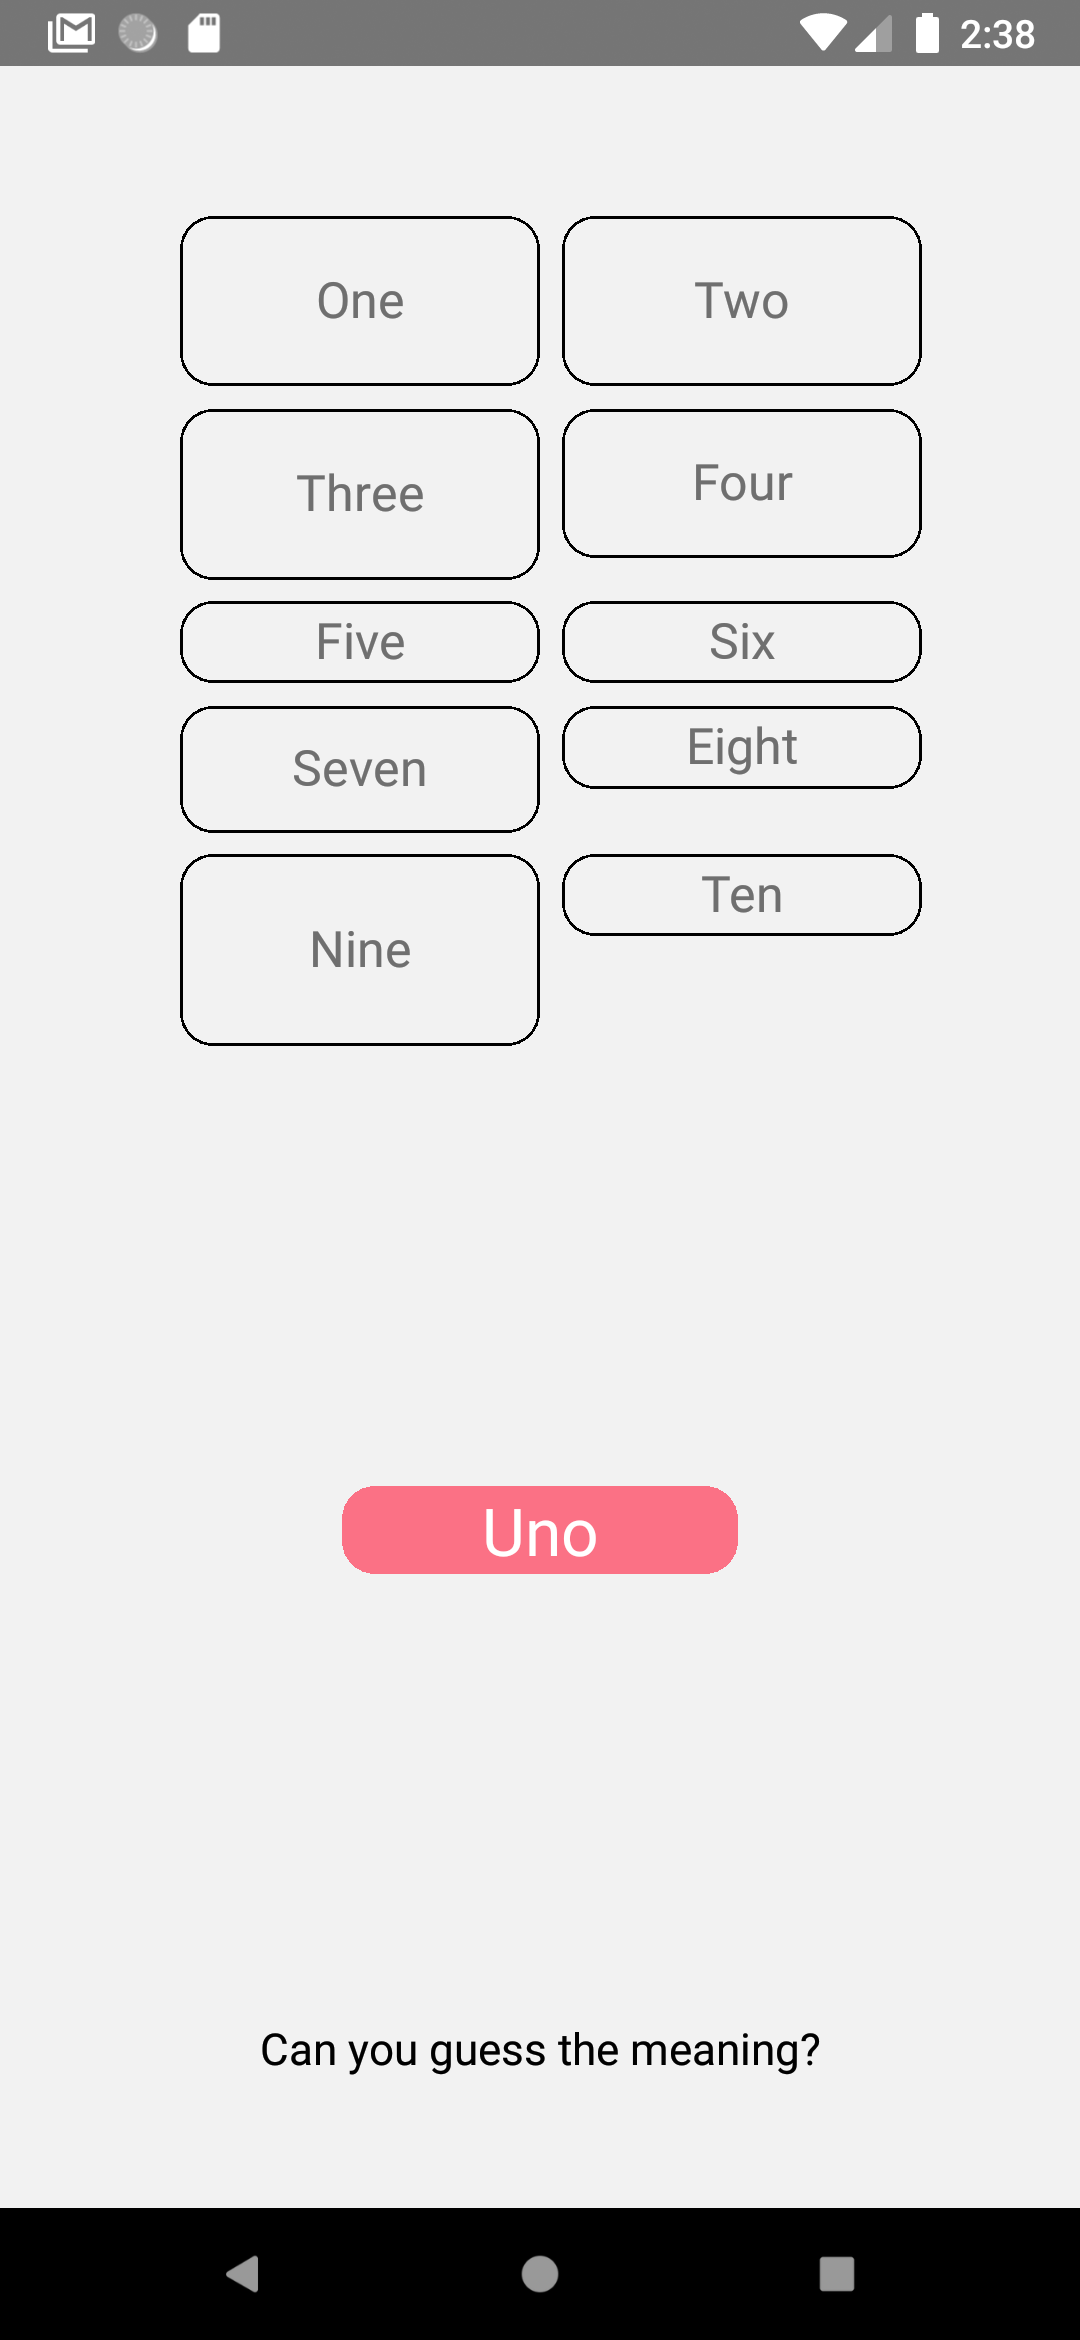 2:38
One
Two
Three
Four
Five
Six
Seven
Eight
Nine
Ten
Uno
Can you guess the meaning?